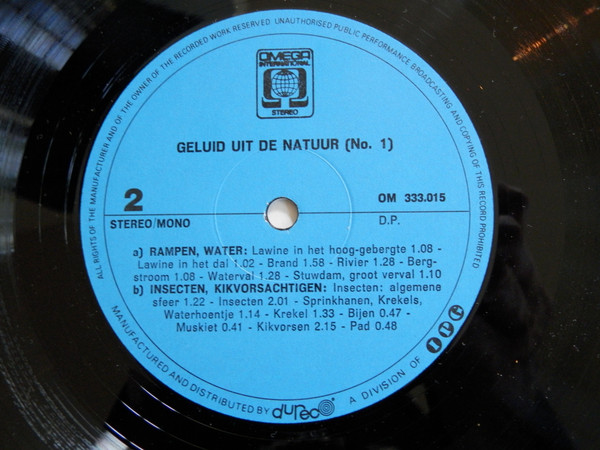 ALL RIGHTS OF THE MANUFACTURER AND OF THE OWNER OF THE RECORDED WORK RESERVED UNAUTHORISED PUBLIC PERFORMANCE BROADCASTING AND COPYING OF THIS RECORD PROHIBITED
OMEGA
INTERNATIONAL
STEREO
GELUID UIT DE NATUUR (No. 1)
2
OM 333.015
STEREO/MONO
D.P.
a) RAMPEN, WATER: Lawine in het hoog-gebergte 1.08 -
Lawine in het dal 1.02 - Brand 1.58 - Rivier 1.28 - Berg-
stroom 1.08 - Waterval 1.28 - Stuwdam, groot verval 1.10
b) INSECTEN, KIKVORSACHTIGEN: Insecten: algemene
sfeer 1.22 - Insecten 2.01 - Sprinkhanen, Krekels,
Waterhoentje 1.14 - Krekel 1.33 - Bijen 0.47 -
Muskiet 0.41 - Kikvorsen 2.15 - Pad 0.48
MANUFACTURED AND DISTRIBUTED BY dureco A DIVISION OF